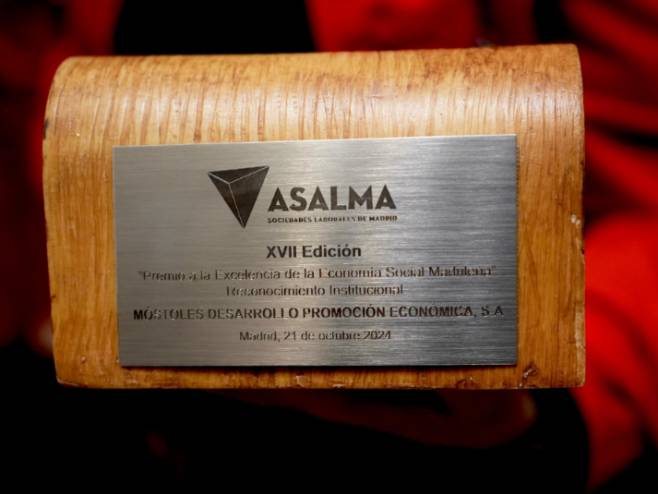 ASALMA
SOCIEDADES LABORALES DE MADRID
XVII Edición
"Premio a la Excelencia de la Economía Social Madrileña"
Reconocimiento Institucional
MÓSTOLES DESARROLLO PROMOCIÓN ECONÓMICA, S.A
Madrid, 21 de octubre 2024